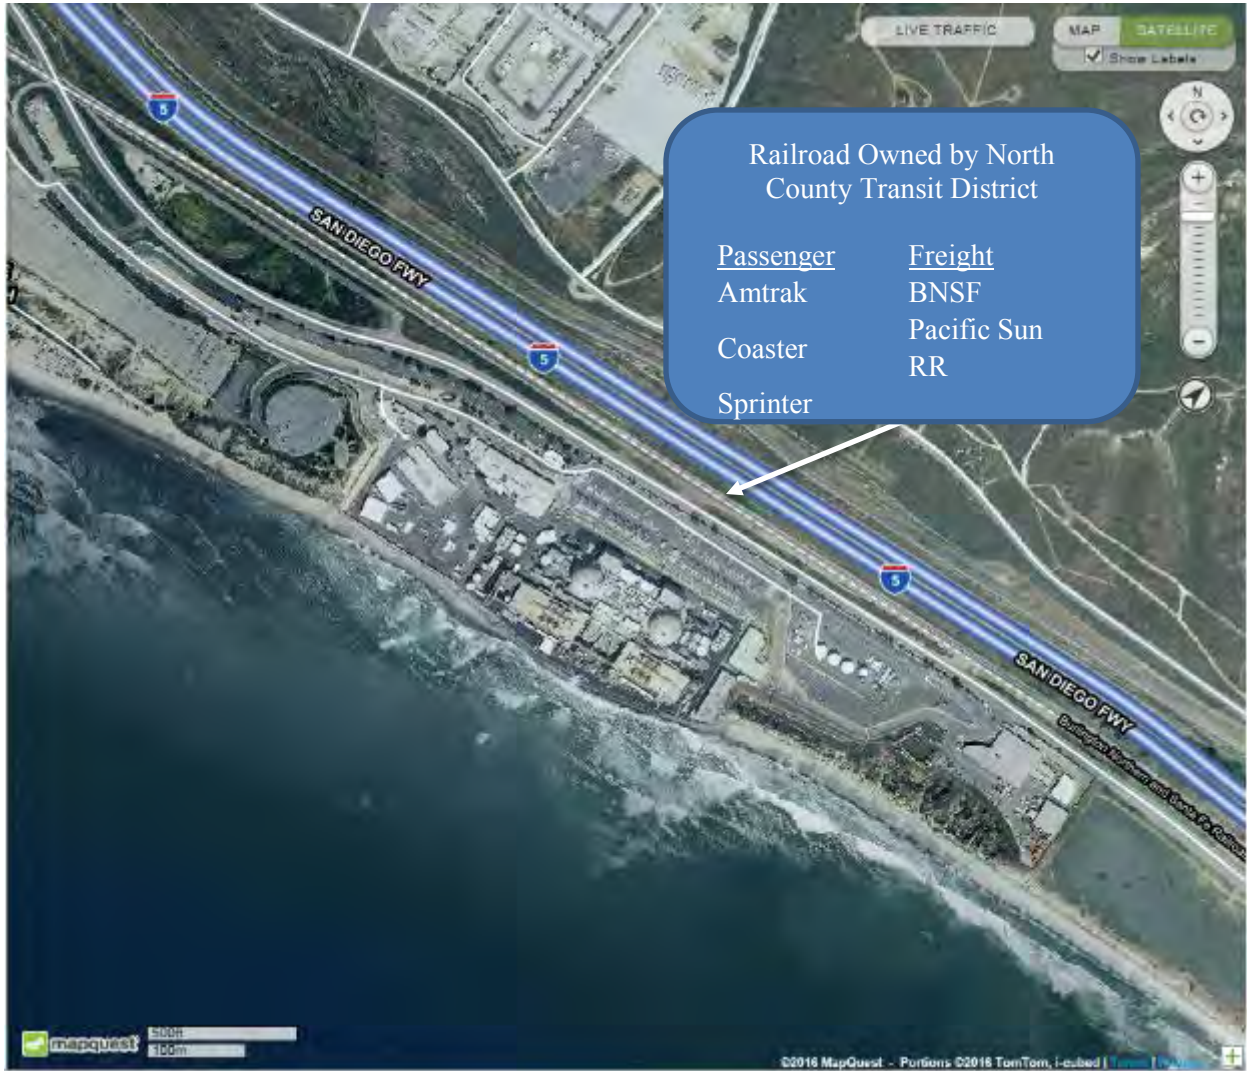 LIVE TRAFFIC
MAP
SATELLITE
Show Labels
N
5
SAN DIEGO FWY
Railroad Owned by North
County Transit District
Passenger
Freight
Amtrak
BNSF
Coaster
Pacific Sun
RR
Sprinter
5
5
SAN DIEGO FWY
Burlington Northern and Santa Fe Railroad
mapquest
500ft
100m
©2016 MapQuest - Portions ©2016 TomTom, i-cubed |